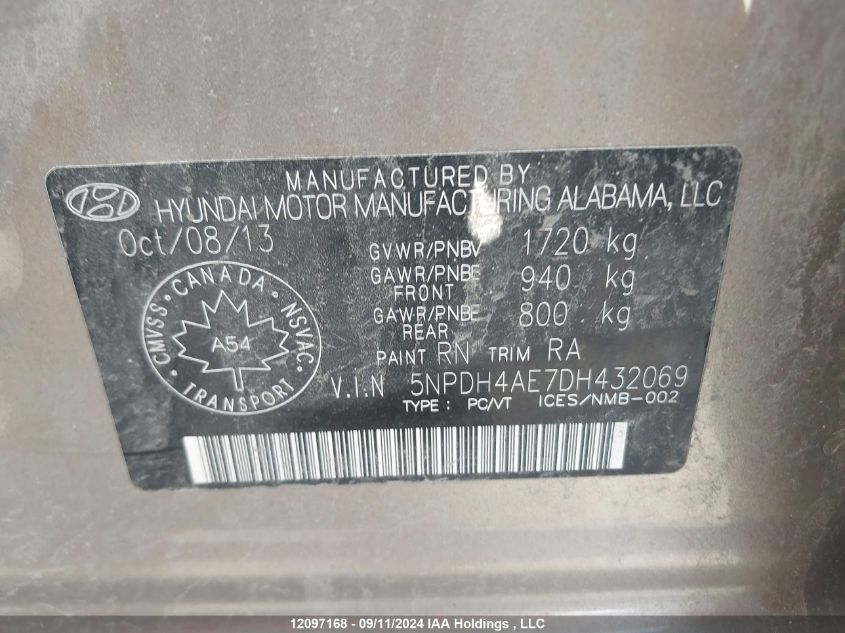 MANUFACTURED BY
HYUNDAI MOTOR MANUFACTURING ALABAMA, LLC
Oct/08/13
GVWR/PNBV 1720 kg
GAWR/PNBE FRONT 940 kg
GAWR/PNBE REAR 800 kg
PAINT RN TRIM RA
V.I.N 5NPDH4AE7DH432069
TYPE : PC/VT ICES/NMB-002
CMVSS • CANADA • NSVAC • TRANSPORT •
A54
12097168 - 09/11/2024 IAA Holdings , LLC